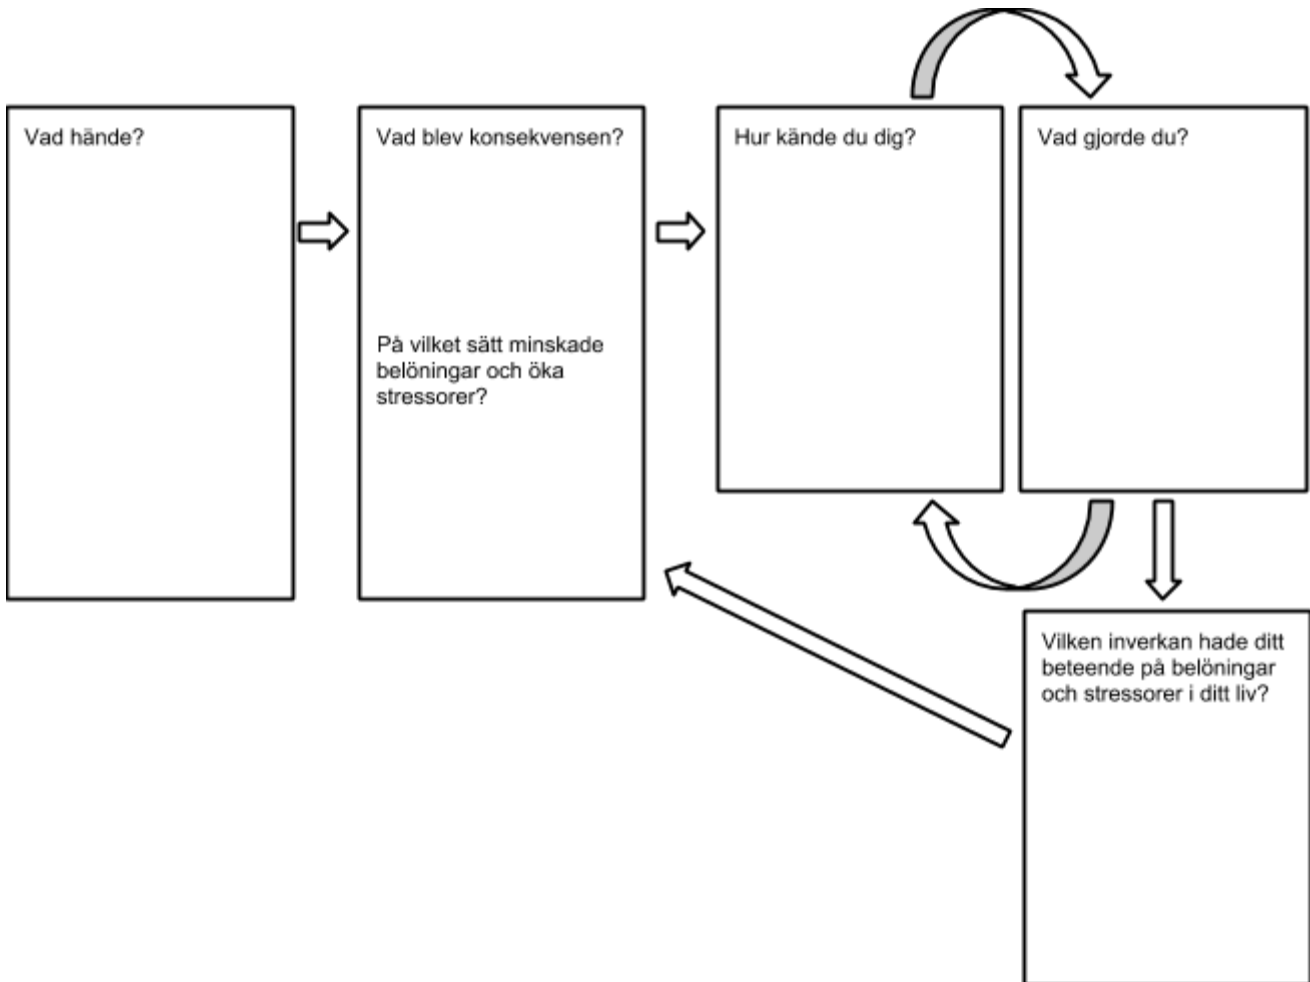 Vad hände?
Vad blev konsekvensen?
På vilket sätt minskade
belöningar och öka
stressorer?
Hur kände du dig?
Vad gjorde du?
Vilken inverkan hade ditt
beteende på belöningar
och stressorer i ditt liv?